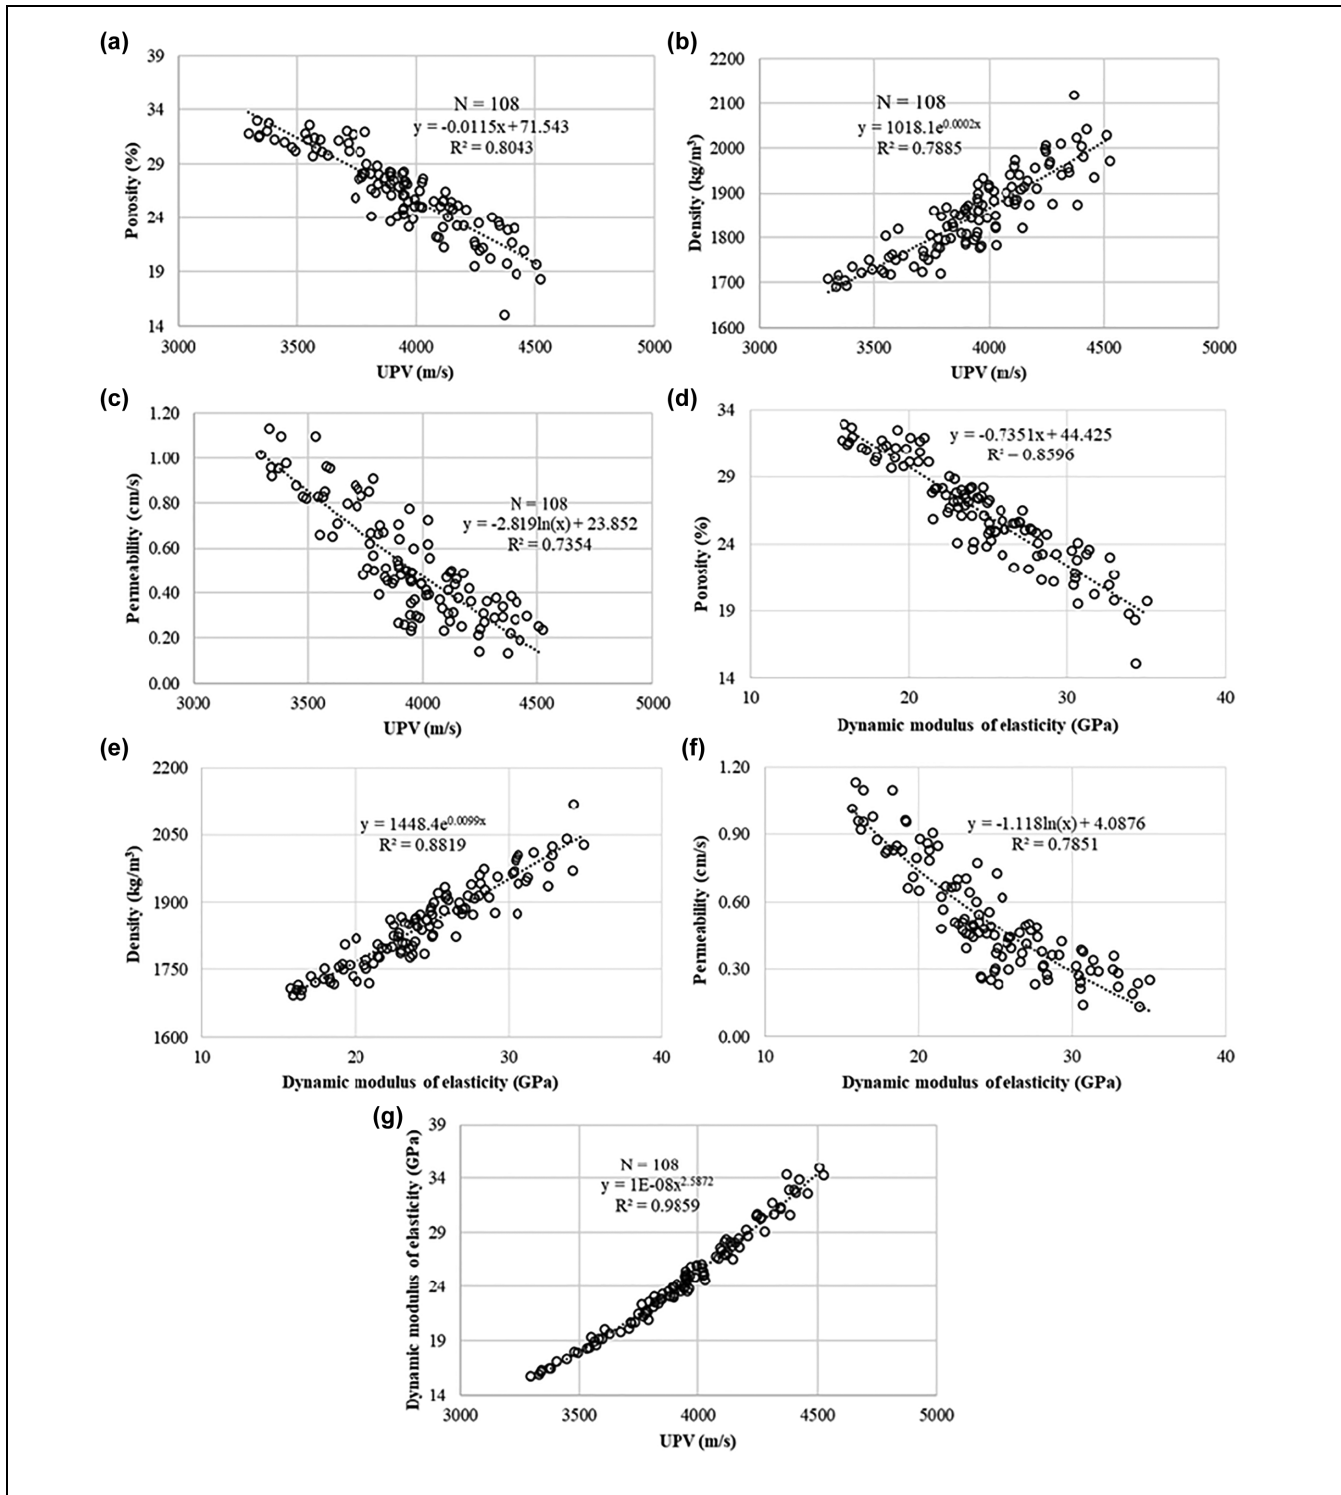 (a)
39
34
29
24
19
14
Porosity (%)
N = 108
y = -0.0115x + 71.543
R² = 0.8043
3000 3500 4000 4500 5000
UPV (m/s)
(b)
2200
2100
2000
1900
1800
1700
1600
Density (kg/m³)
N = 108
y = 1018.1e^0.0002x
R² = 0.7885
3000 3500 4000 4500 5000
UPV (m/s)
(c)
1.20
1.00
0.80
0.60
0.40
0.20
0.00
Permeability (cm/s)
N = 108
y = -2.819ln(x) + 23.852
R² = 0.7354
3000 3500 4000 4500 5000
UPV (m/s)
(d)
34
29
24
19
14
Porosity (%)
y = -0.7351x + 44.425
R² = 0.8596
10 20 30 40
Dynamic modulus of elasticity (GPa)
(e)
2200
2050
1900
1750
1600
Density (kg/m³)
y = 1448.4e^0.0099x
R² = 0.8819
10 20 30 40
Dynamic modulus of elasticity (GPa)
(f)
1.20
0.90
0.60
0.30
0.00
Permeability (cm/s)
y = -1.118ln(x) + 4.0876
R² = 0.7851
10 20 30 40
Dynamic modulus of elasticity (GPa)
(g)
39
34
29
24
19
14
Dynamic modulus of elasticity (GPa)
N = 108
y = 1E-08x^2.5872
R² = 0.9859
3000 3500 4000 4500 5000
UPV (m/s)